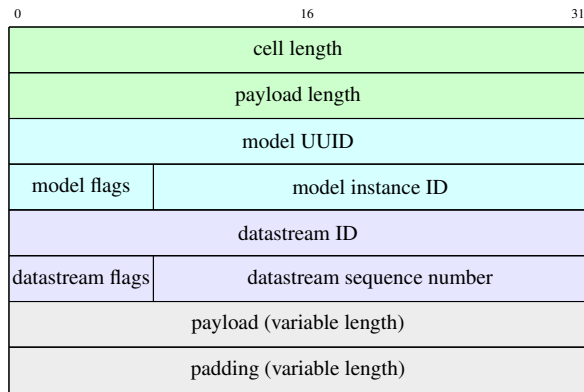 0 16 31
cell length
payload length
model UUID
model flags model instance ID
datastream ID
datastream flags datastream sequence number
payload (variable length)
padding (variable length)